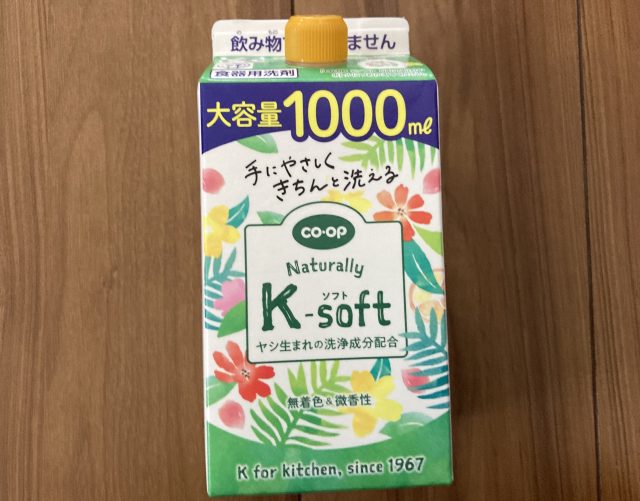 飲み物 ません
食器用洗剤
大容量1000ml
手にやさしく
きちんと洗える
CO·OP
Naturally
ソフト
K-soft
ヤシ生まれの洗浄成分配合
無着色&微香性
K for kitchen, since 1967